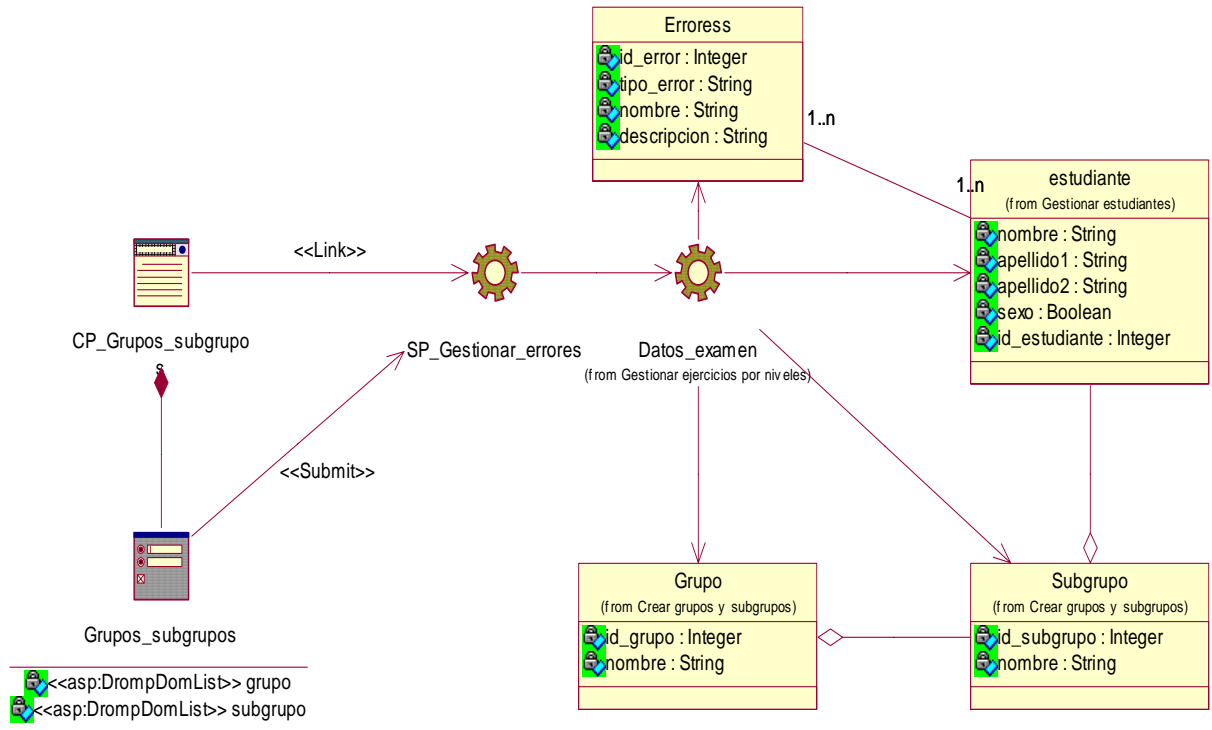 Erroress
id_error : Integer
tipo_error : String
nombre : String
descripcion : String
1..n
1..n
estudiante
(from Gestionar estudiantes)
nombre : String
apellido1 : String
apellido2 : String
sexo : Boolean
id_estudiante : Integer
<<Link>>
CP_Grupos_subgrupo
s
SP_Gestionar_errores
Datos_examen
(from Gestionar ejercicios por niveles)
<<Submit>>
Grupos_subgrupos
<<asp:DrompDomList>> grupo
<<asp:DrompDomList>> subgrupo
Grupo
(from Crear grupos y subgrupos)
id_grupo : Integer
nombre : String
Subgrupo
(from Crear grupos y subgrupos)
id_subgrupo : Integer
nombre : String